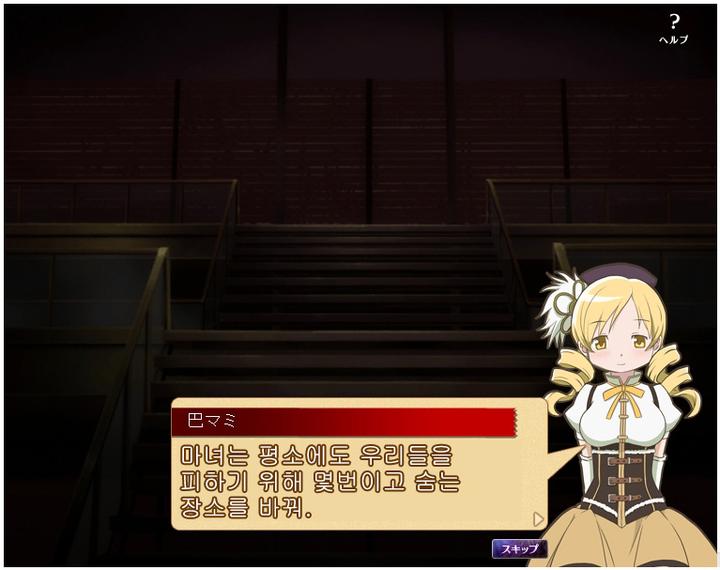 ?
ヘルプ
巴マミ
마녀는 평소에도 우리들을
피하기 위해 몇번이고 숨는
장소를 바꿔.
スキップ